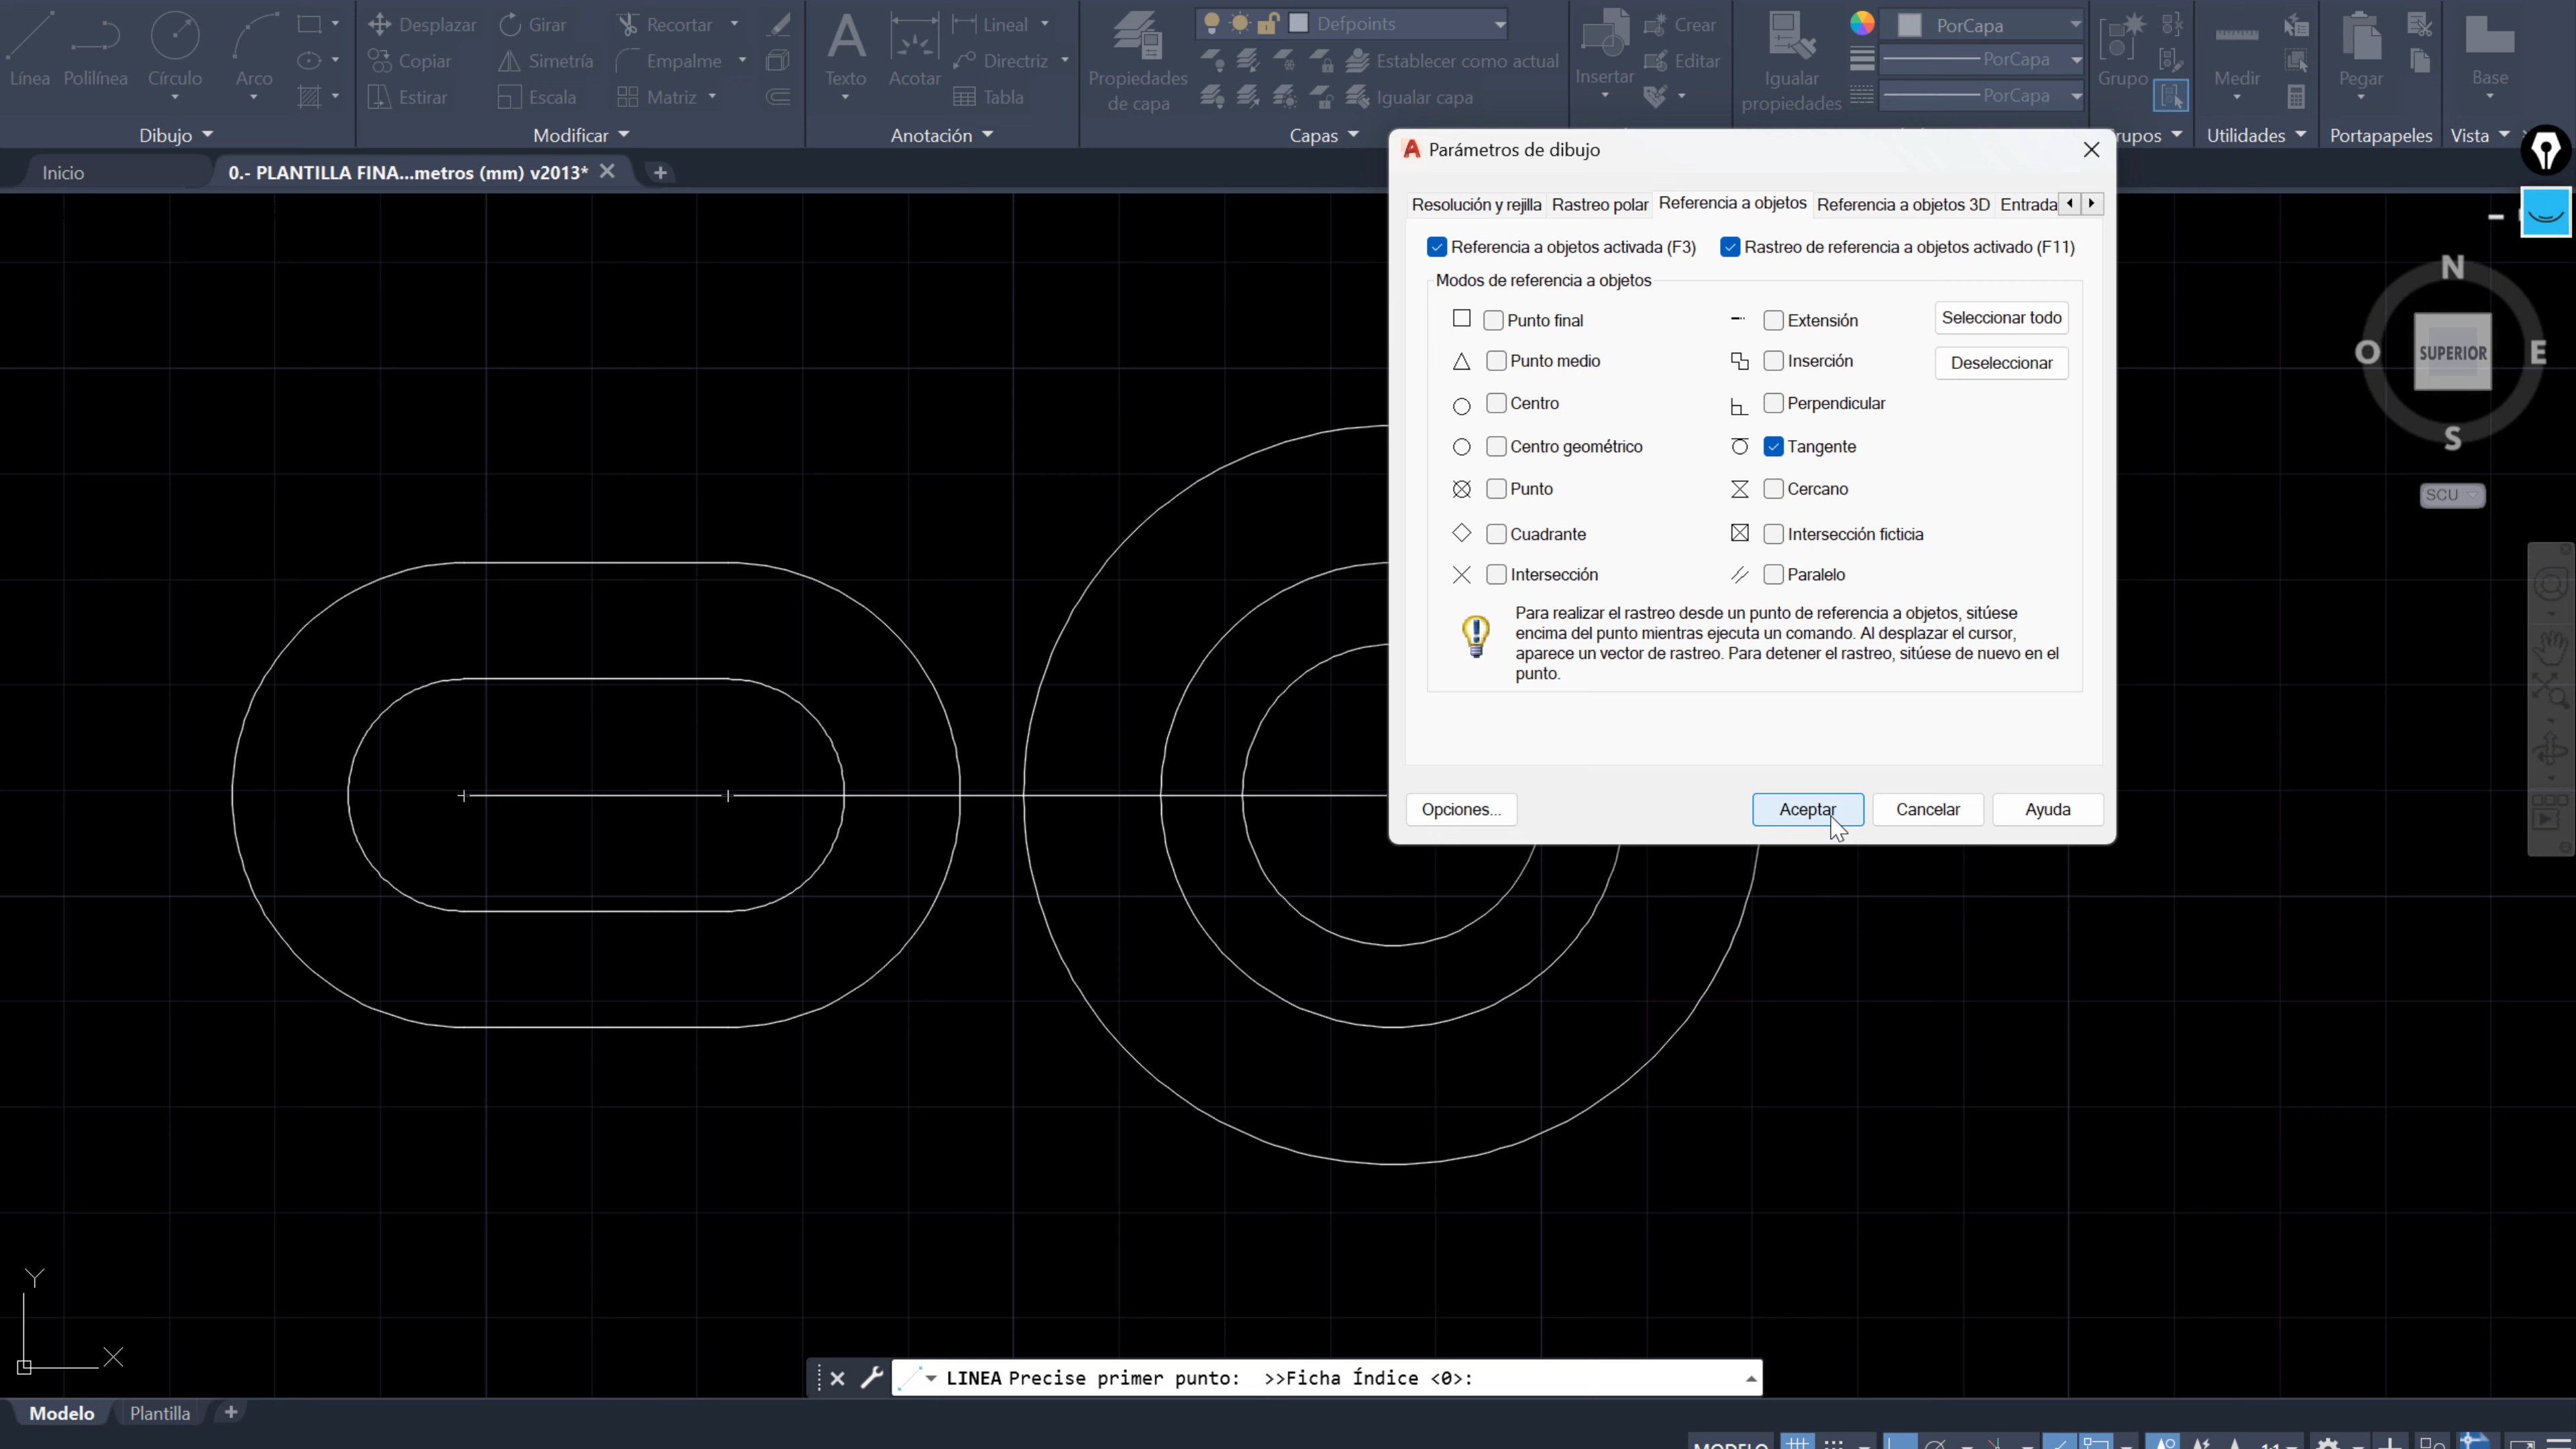 Línea Polilínea Círculo Arco
Desplazar Girar Recortar
Copiar Simetría Empalme
Estirar Escala Matriz
Texto Acotar Lineal
Directriz
Tabla
Propiedades de capa
Defpoints
Establecer como actual
Igualar capa
Insertar Crear
Editar
Igualar propiedades
PorCapa
PorCapa
PorCapa
Grupo Medir Pegar Base
Dibujo Modificar Anotación Capas rupos Utilidades Portapapeles Vista
Inicio
0.- PLANTILLA FINA...metros (mm) v2013*
Parámetros de dibujo
Resolución y rejilla Rastreo polar Referencia a objetos Referencia a objetos 3D Entrada
Referencia a objetos activada (F3) Rastreo de referencia a objetos activado (F11)
Modos de referencia a objetos
Punto final Extensión Seleccionar todo
Punto medio Inserción Deseleccionar
Centro Perpendicular
Centro geométrico Tangente
Punto Cercano
Cuadrante Intersección ficticia
Intersección Paralelo
Para realizar el rastreo desde un punto de referencia a objetos, sitúese
encima del punto mientras ejecuta un comando. Al desplazar el cursor,
aparece un vector de rastreo. Para detener el rastreo, sitúese de nuevo en el
punto.
Opciones... Aceptar Cancelar Ayuda
N
O SUPERIOR E
S
SCU
Y
X
LINEA Precise primer punto: >>Ficha Índice <0>:
Modelo Plantilla
MODELO
1:1